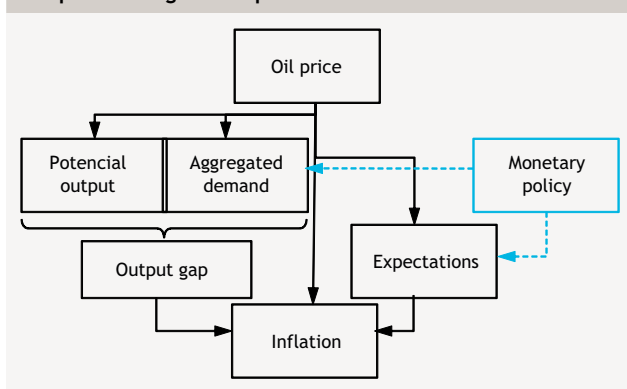 Oil price
Potencial
output
Aggregated
demand
Monetary
policy
Output gap
Expectations
Inflation